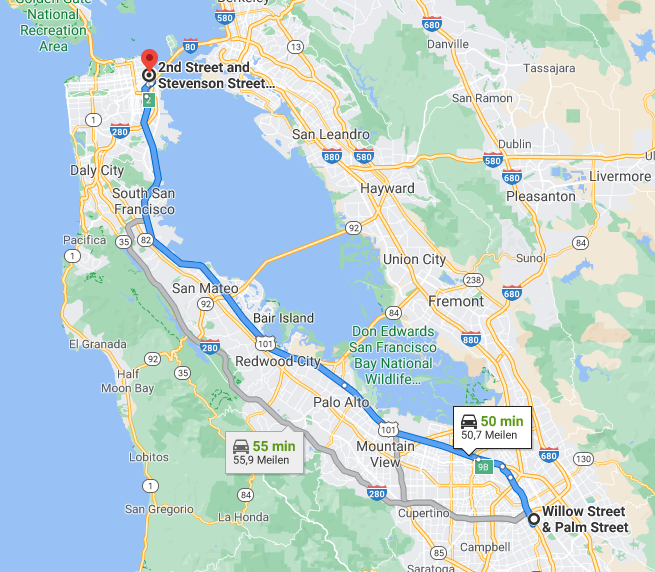 Golden Gate
National
Recreation
Area
Berkeley
580
680
80
13
Danville
2nd Street and
Stevenson Street...
2
Tassajara
San Ramon
1
280
San Leandro
Dublin
880
580
580
680
Daly City
Livermore
Hayward
Pleasanton
South San
Francisco
92
Pacifica
35
82
84
1
Union City
Sunol
238
680
San Mateo
Fremont
92
Bair Island
84
Don Edwards
San Francisco
Bay National
Wildlife...
880
101
El Granada
280
Redwood City
92
35
Half
Moon Bay
Palo Alto
50 min
50,7 Meilen
101
55 min
55,9 Meilen
Mountain
View
Lobitos
680
130
9B
1
84
280
San Gregorio
La Honda
Cupertino
Willow Street
& Palm Street
Campbell
85
Saratoga